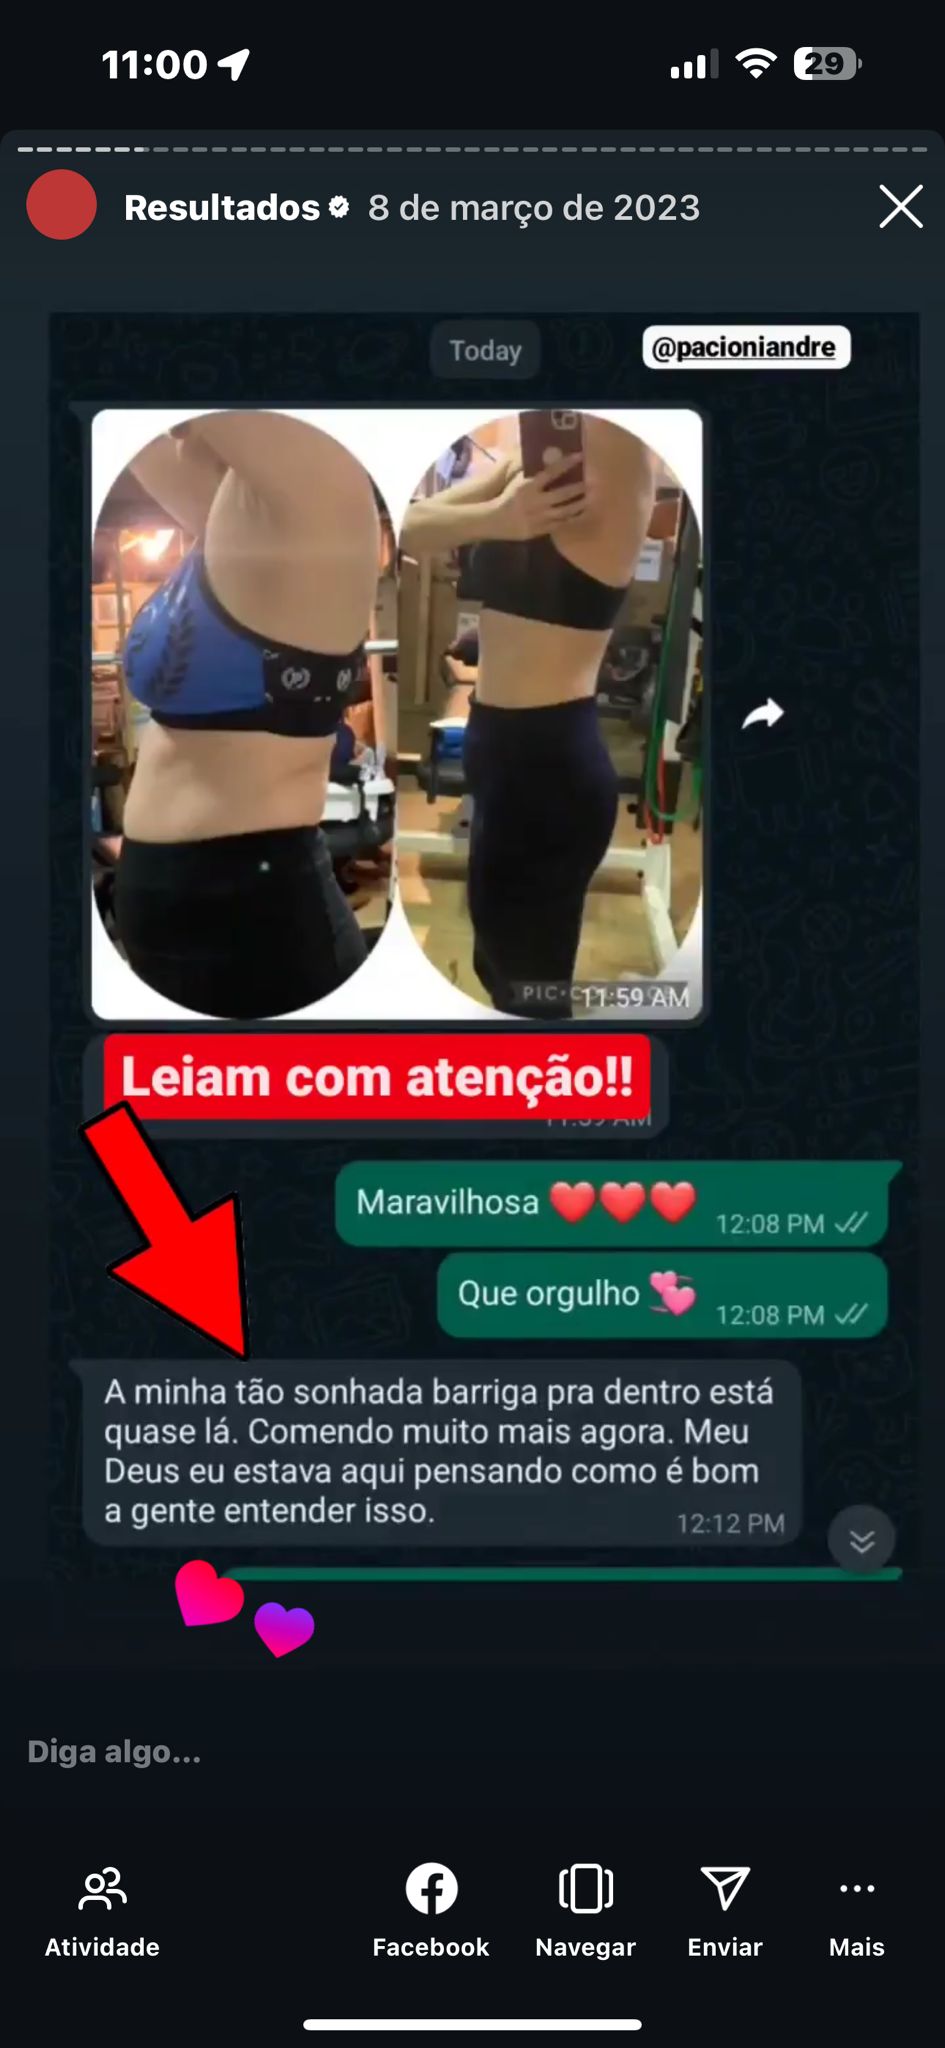 11:00
29
Resultados 8 de março de 2023
Today
@pacioniandre
11:59 AM
Leiam com atenção!!
11:59 AM
Maravilhosa ❤️❤️❤️
12:08 PM
Que orgulho 💞
12:08 PM
A minha tão sonhada barriga pra dentro está
quase lá. Comendo muito mais agora. Meu
Deus eu estava aqui pensando como é bom
a gente entender isso.
12:12 PM
Diga algo...
Atividade
Facebook
Navegar
Enviar
Mais